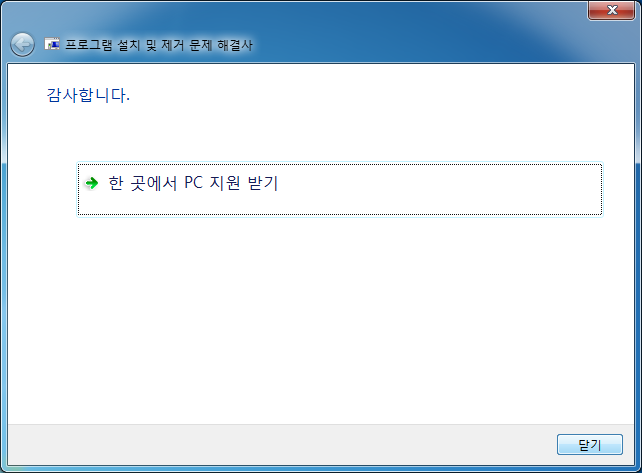 프로그램 설치 및 제거 문제 해결사
감사합니다.
한 곳에서 PC 지원 받기
닫기